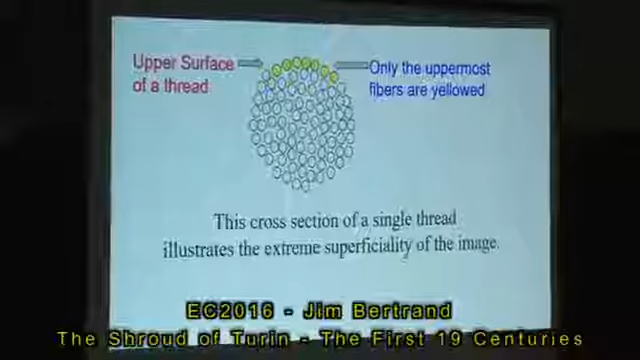 Upper Surface
of a thread
Only the uppermost
fibers are yellowed
This cross section of a single thread
illustrates the extreme superficiality of the image.
EC2016 - Jim Bertrand
The Shroud of Turin - The First 19 Centuries